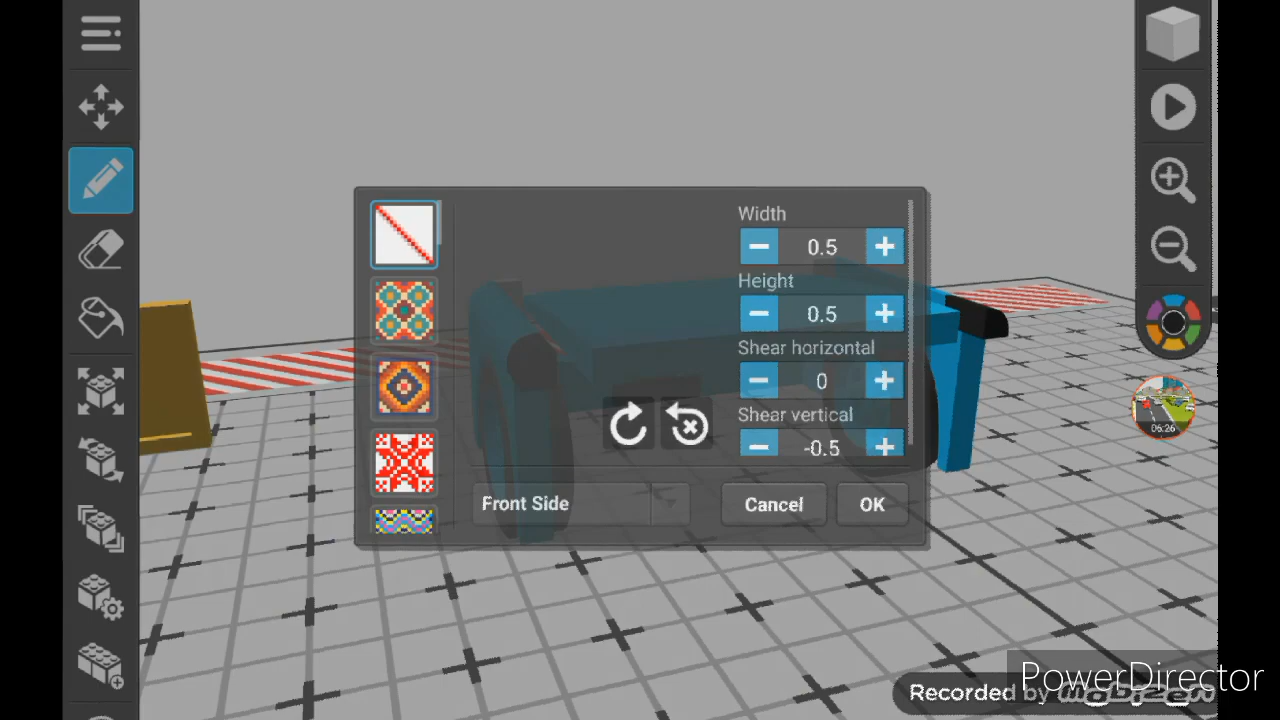 Width
0.5
Height
0.5
Shear horizontal
0
Shear vertical
-0.5
Front Side
Cancel
OK
06:26
PowerDirector
Recorded by mobizen